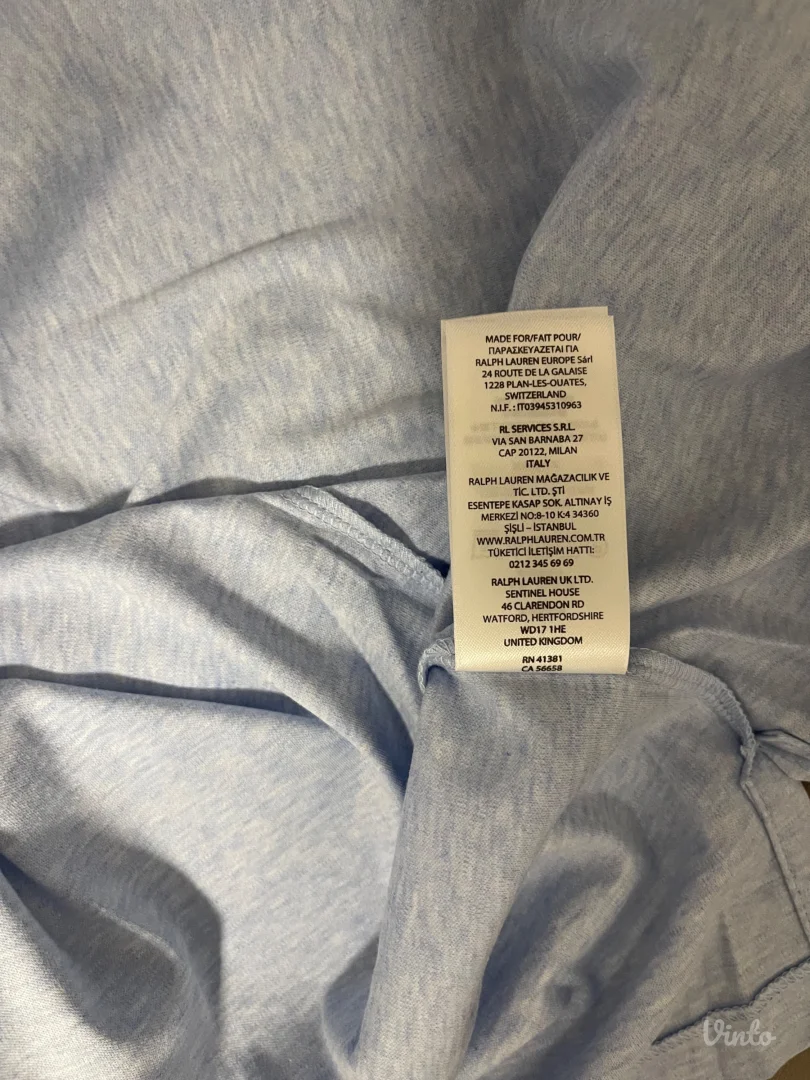 MADE FOR/FAIT POUR/
ΠΑΡΑΣΚΕΥΑΖΕΤΑΙ ΓΙΑ
RALPH LAUREN EUROPE Sárl
24 ROUTE DE LA GALAISE
1228 PLAN-LES-OUATES,
SWITZERLAND
N.I.F. : IT03945310963
RL SERVICES S.R.L.
VIA SAN BARNABA 27
CAP 20122, MILAN
ITALY
RALPH LAUREN MAĞAZACILIK VE
TİC. LTD. ŞTİ
ESENTEPE KASAP SOK. ALTINAY İŞ
MERKEZİ NO:8-10 K:4 34360
ŞİŞLİ – İSTANBUL
WWW.RALPHLAUREN.COM.TR
TÜKETİCİ İLETİŞİM HATTI:
0212 345 69 69
RALPH LAUREN UK LTD.
SENTINEL HOUSE
46 CLARENDON RD
WATFORD, HERTFORDSHIRE
WD17 1HE
UNITED KINGDOM
RN 41381
CA 56658
Vinto